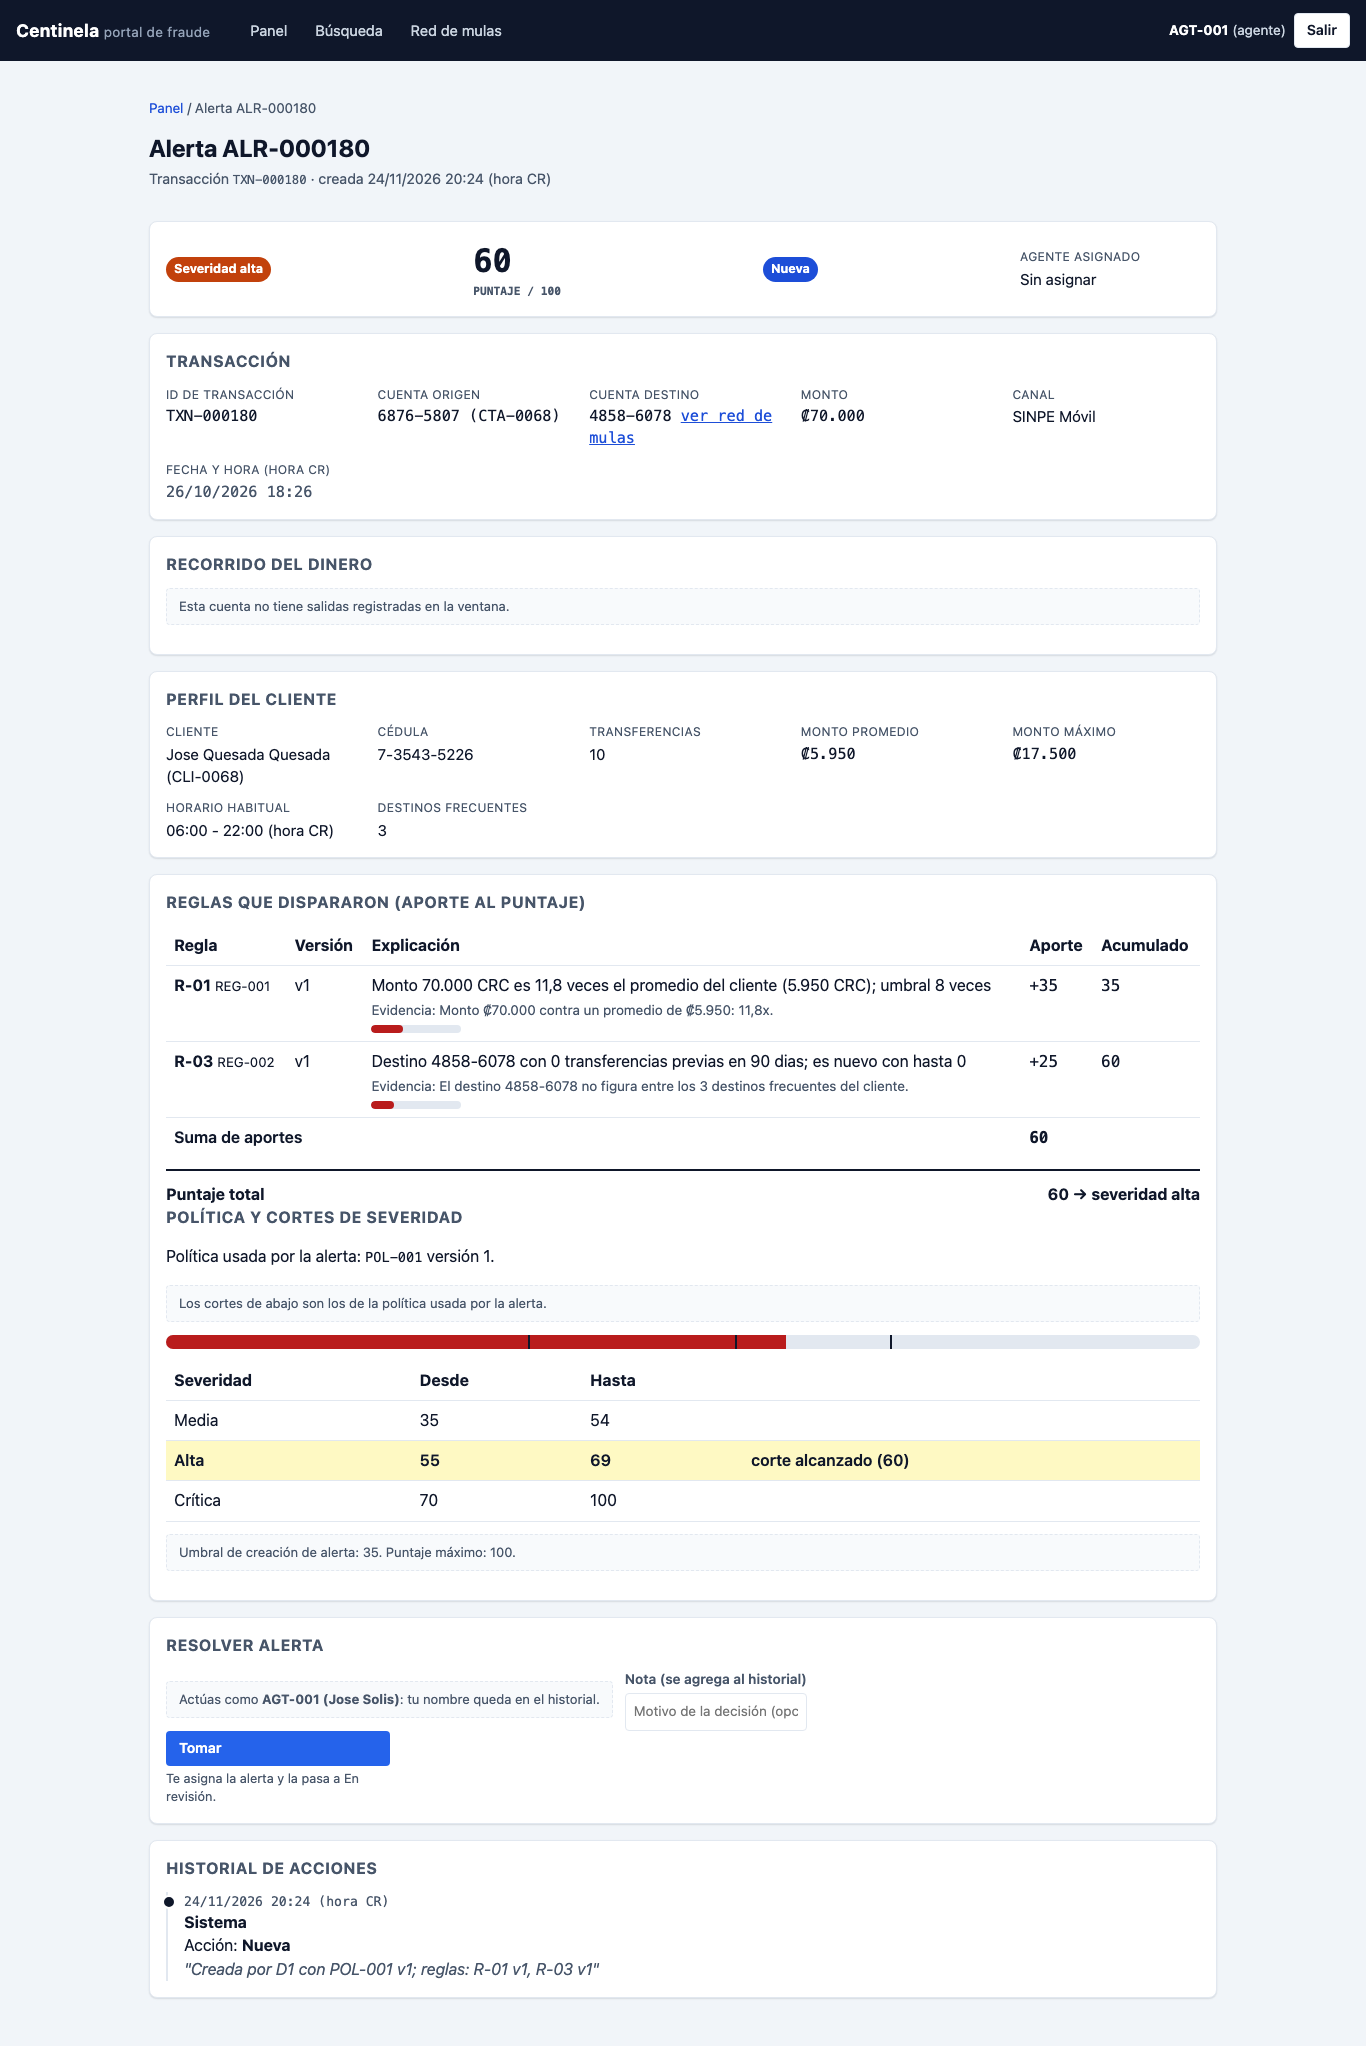 Centinela portal de fraude Panel Búsqueda Red de mulas AGT-001 (agente) Salir
Panel / Alerta ALR-000180
Alerta ALR-000180
Transacción TXN-000180 · creada 24/11/2026 20:24 (hora CR)
Severidad alta
60
PUNTAJE / 100
Nueva
AGENTE ASIGNADO
Sin asignar
TRANSACCIÓN
ID DE TRANSACCIÓN
TXN-000180
CUENTA ORIGEN
6876-5807 (CTA-0068)
CUENTA DESTINO
4858-6078 ver red de
mulas
MONTO
₡70.000
CANAL
SINPE Móvil
FECHA Y HORA (HORA CR)
26/10/2026 18:26
RECORRIDO DEL DINERO
Esta cuenta no tiene salidas registradas en la ventana.
PERFIL DEL CLIENTE
CLIENTE
Jose Quesada Quesada
(CLI-0068)
CÉDULA
7-3543-5226
TRANSFERENCIAS
10
MONTO PROMEDIO
₡5.950
MONTO MÁXIMO
₡17.500
HORARIO HABITUAL
06:00 - 22:00 (hora CR)
DESTINOS FRECUENTES
3
REGLAS QUE DISPARARON (APORTE AL PUNTAJE)
Regla Versión Explicación Aporte Acumulado
R-01 REG-001 v1 Monto 70.000 CRC es 11,8 veces el promedio del cliente (5.950 CRC); umbral 8 veces +35 35
Evidencia: Monto ₡70.000 contra un promedio de ₡5.950: 11,8x.
R-03 REG-002 v1 Destino 4858-6078 con 0 transferencias previas en 90 dias; es nuevo con hasta 0 +25 60
Evidencia: El destino 4858-6078 no figura entre los 3 destinos frecuentes del cliente.
Suma de aportes 60
Puntaje total 60 → severidad alta
POLÍTICA Y CORTES DE SEVERIDAD
Política usada por la alerta: POL-001 versión 1.
Los cortes de abajo son los de la política usada por la alerta.
Severidad Desde Hasta
Media 35 54
Alta 55 69 corte alcanzado (60)
Crítica 70 100
Umbral de creación de alerta: 35. Puntaje máximo: 100.
RESOLVER ALERTA
Actúas como AGT-001 (Jose Solis): tu nombre queda en el historial.
Nota (se agrega al historial)
Motivo de la decisión (opc
Tomar
Te asigna la alerta y la pasa a En
revisión.
HISTORIAL DE ACCIONES
24/11/2026 20:24 (hora CR)
Sistema
Acción: Nueva
"Creada por D1 con POL-001 v1; reglas: R-01 v1, R-03 v1"